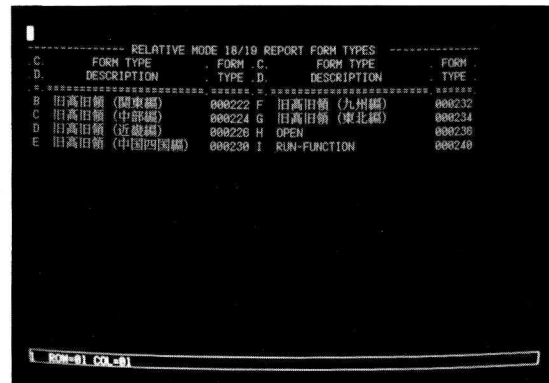 ---------------- RELATIVE MODE 18/19 REPORT FORM TYPES ----------------
.C.         FORM TYPE         . FORM .C.         FORM TYPE         . FORM .
.D.       DESCRIPTION         . TYPE .D.       DESCRIPTION         . TYPE .
B 旧高旧領 (関東編) 000222 F 旧高旧領 (九州編) 000232
C 旧高旧領 (中部編) 000224 G 旧高旧領 (東北編) 000234
D 旧高旧領 (近畿編) 000228 H OPEN 000236
E 旧高旧領 (中国四国編) 000230 I RUN-FUNCTION 000240
1 ROW=01 COL=01